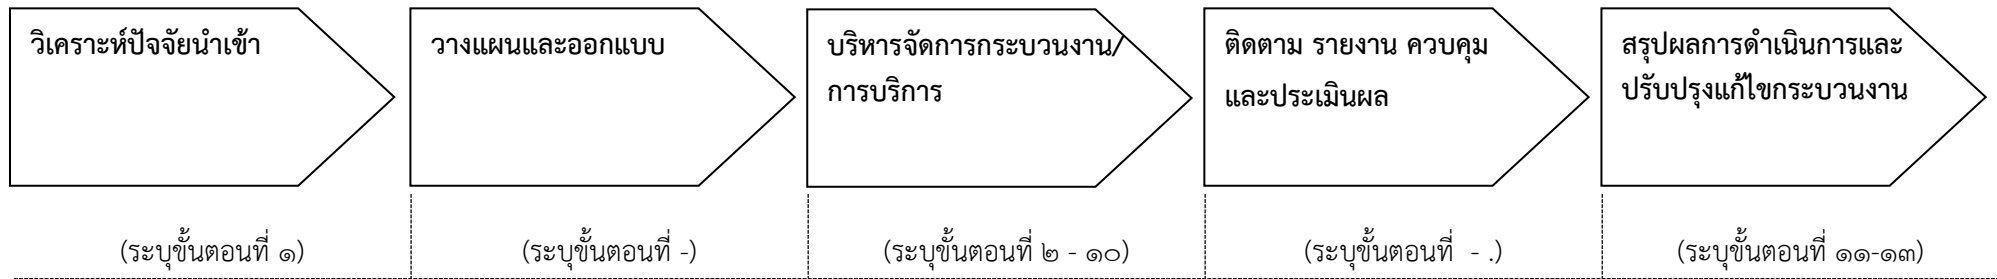 วิเคราะห์ปัจจัยนำเข้า
วางแผนและออกแบบ
บริหารจัดการกระบวนงาน/
การบริการ
ติดตาม รายงาน ควบคุม
และประเมินผล
สรุปผลการดำเนินการและ
ปรับปรุงแก้ไขกระบวนงาน
(ระบุขั้นตอนที่ ๑)
(ระบุขั้นตอนที่ -)
(ระบุขั้นตอนที่ ๒ - ๑๐)
(ระบุขั้นตอนที่ - .)
(ระบุขั้นตอนที่ ๑๑-๑๓)